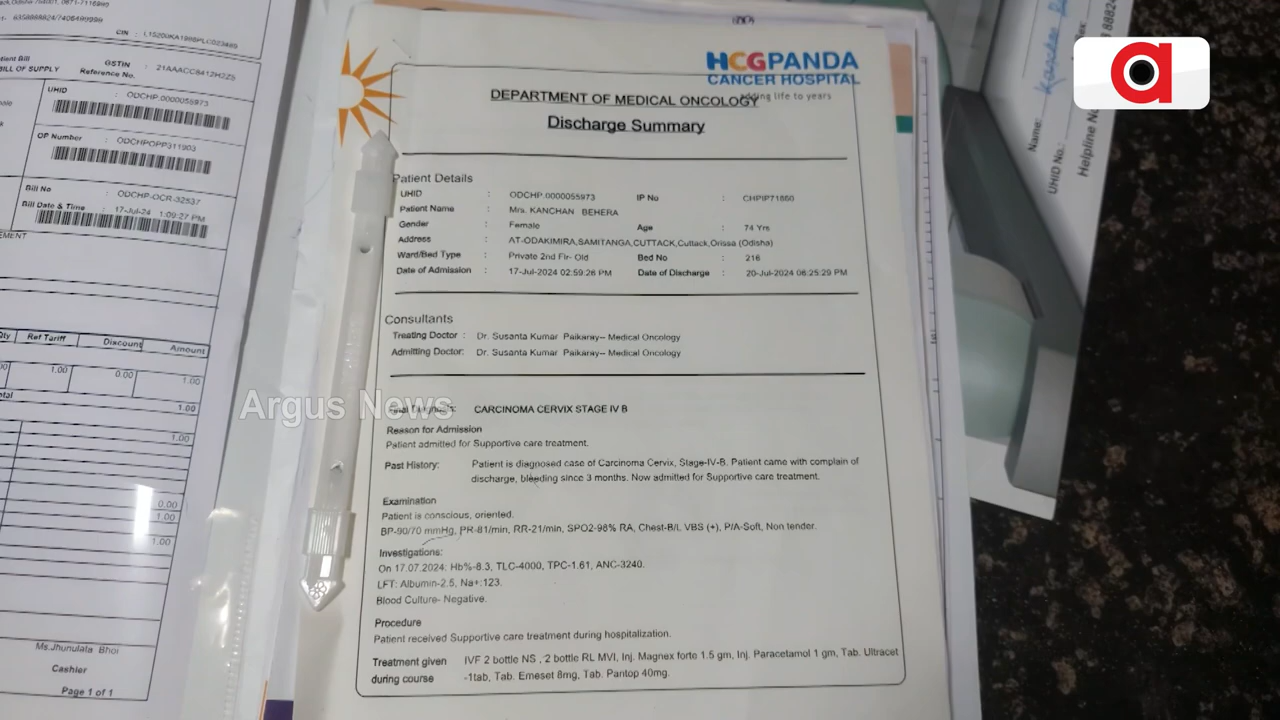 6358888824/7406499999
CIN : L15200KA1998PLC023489
Patient Bill
BILL OF SUPPLY
GSTIN : 21AAACC8412H2Z5
Reference No.
UHID : ODCHP.0000055973
OP Number : ODCHPOPP311903
Bill No : ODCHP-OCR-32537
Bill Date & Time : 17-Jul-24 1:09:27 PM
Qty Ref Tariff Discount Amount
1.00 0.00 1.00
1.00
1.00
0.00
1.00
1.00
Ms.Jhunulata Bhoi
Cashier
Page 1 of 1
HCGPANDA
CANCER HOSPITAL
adding life to years
DEPARTMENT OF MEDICAL ONCOLOGY
Discharge Summary
Patient Details
UHID : ODCHP.0000055973 IP No : CHPIP71860
Patient Name : Mrs. KANCHAN BEHERA
Gender : Female Age : 74 Yrs
Address : AT-ODAKIMIRA,SAMITANGA,CUTTACK,Cuttack,Orissa (Odisha)
Ward/Bed Type : Private 2nd Flr- Old Bed No : 216
Date of Admission : 17-Jul-2024 02:59:26 PM Date of Discharge : 20-Jul-2024 06:25:29 PM
Consultants
Treating Doctor : Dr. Susanta Kumar Paikaray– Medical Oncology
Admitting Doctor: Dr. Susanta Kumar Paikaray– Medical Oncology
Argus News
Final Diagnosis: CARCINOMA CERVIX STAGE IV B
Reason for Admission
Patient admitted for Supportive care treatment.
Past History: Patient is diagnosed case of Carcinoma Cervix, Stage-IV-B. Patient came with complain of
discharge, bleeding since 3 months. Now admitted for Supportive care treatment.
Examination
Patient is conscious, oriented.
BP-90/70 mmHg, PR-81/min, RR-21/min, SPO2-98% RA, Chest-B/L VBS (+), P/A-Soft, Non tender.
Investigations:
On 17.07.2024: Hb%-8.3, TLC-4000, TPC-1.61, ANC-3240.
LFT: Albumin-2.5, Na+:123.
Blood Culture- Negative.
Procedure
Patient received Supportive care treatment during hospitalization.
Treatment given IVF 2 bottle NS , 2 bottle RL MVI, Inj. Magnex forte 1.5 gm, Inj. Paracetamol 1 gm, Tab. Ultracet
during course -1tab, Tab. Emeset 8mg, Tab. Pantop 40mg.
Name: Kanchan
UHID No.:
Helpline No
a